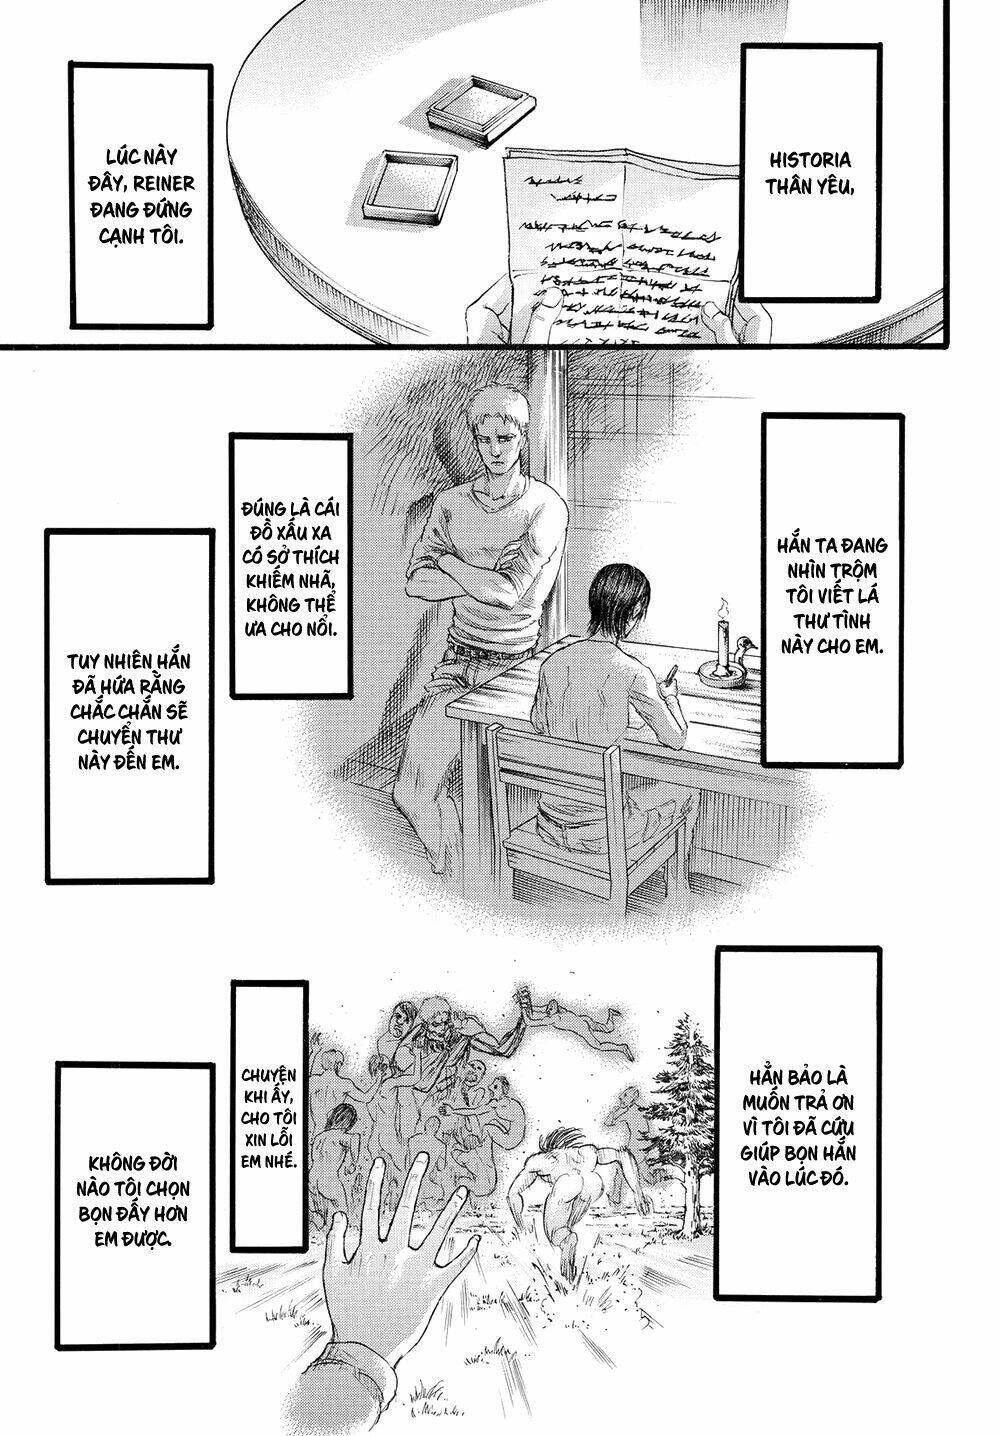 HISTORIA
THÂN YÊU,
LÚC NÀY
ĐÂY, REINER
ĐANG ĐỨNG
CẠNH TÔI.
HẮN TA ĐANG
NHÌN TRỘM
TÔI VIẾT LÁ
THƯ TÌNH
NÀY CHO EM.
ĐÚNG LÀ CÁI
ĐỒ XẤU XA
CÓ SỞ THÍCH
KHIẾM NHÃ,
KHÔNG THỂ
ƯA CHO NỔI.
TUY NHIÊN HẮN
ĐÃ HỨA RẰNG
CHẮC CHẮN SẼ
CHUYỂN THƯ
NÀY ĐẾN EM.
HẮN BẢO LÀ
MUỐN TRẢ ƠN
VÌ TÔI ĐÃ CỨU
GIÚP BỌN HẮN
VÀO LÚC ĐÓ.
CHUYỆN
KHI ẤY,
CHO TÔI
XIN LỖI
EM NHÉ.
KHÔNG ĐỜI
NÀO TÔI CHỌN
BỌN ĐẤY HƠN
EM ĐƯỢC.